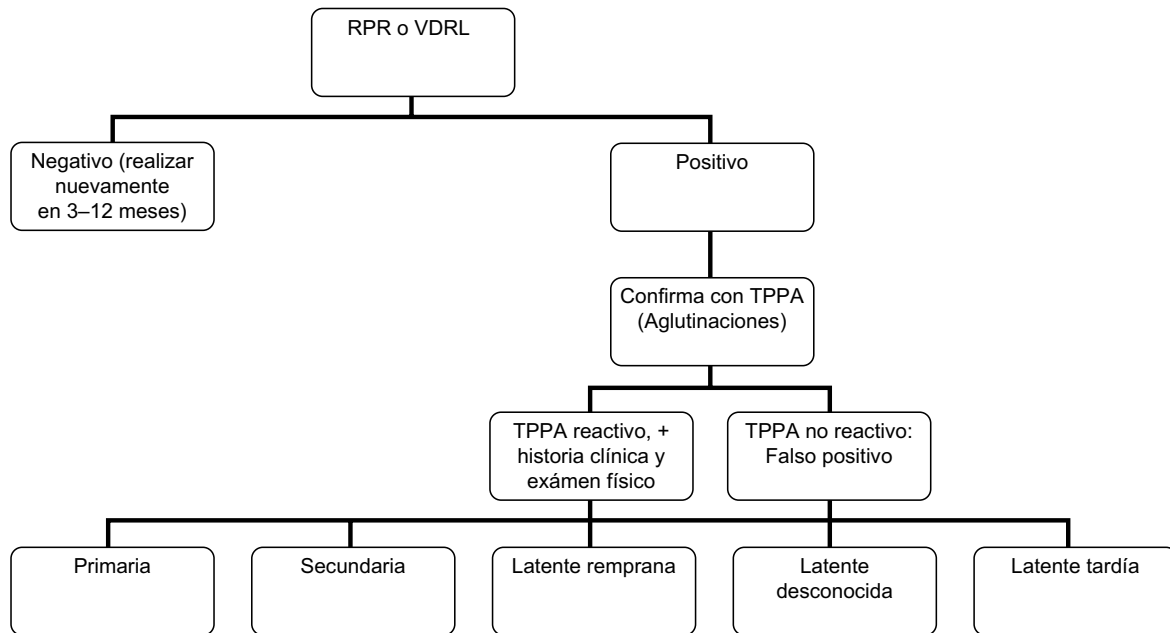 RPR o VDRL
Negativo (realizar
nuevamente
en 3–12 meses)
Positivo
Confirma con TPPA
(Aglutinaciones)
TPPA reactivo, +
historia clínica y
exámen físico
TPPA no reactivo:
Falso positivo
Primaria
Secundaria
Latente remprana
Latente
desconocida
Latente tardía